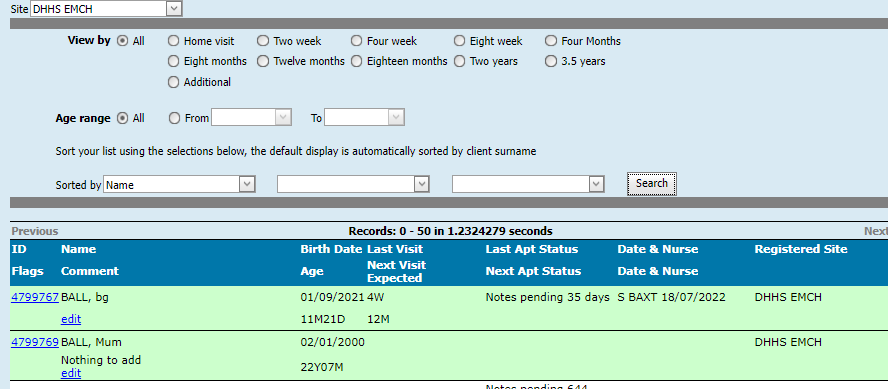 Site DHHS EMCH
View by All Home visit Two week Four week Eight week Four Months
Eight months Twelve months Eighteen months Two years 3.5 years
Additional
Age range All From To
Sort your list using the selections below, the default display is automatically sorted by client surname
Sorted by Name Search
Previous Records: 0 - 50 in 1.2324279 seconds Next
ID Name Birth Date Last Visit Last Apt Status Date & Nurse Registered Site
Flags Comment Age Next Visit Expected Next Apt Status Date & Nurse
4799767 BALL, bg 01/09/2021 4W Notes pending 35 days S BAXT 18/07/2022 DHHS EMCH
edit 11M21D 12M
4799769 BALL, Mum 02/01/2000 DHHS EMCH
Nothing to add 22Y07M
edit
Notes pending 644